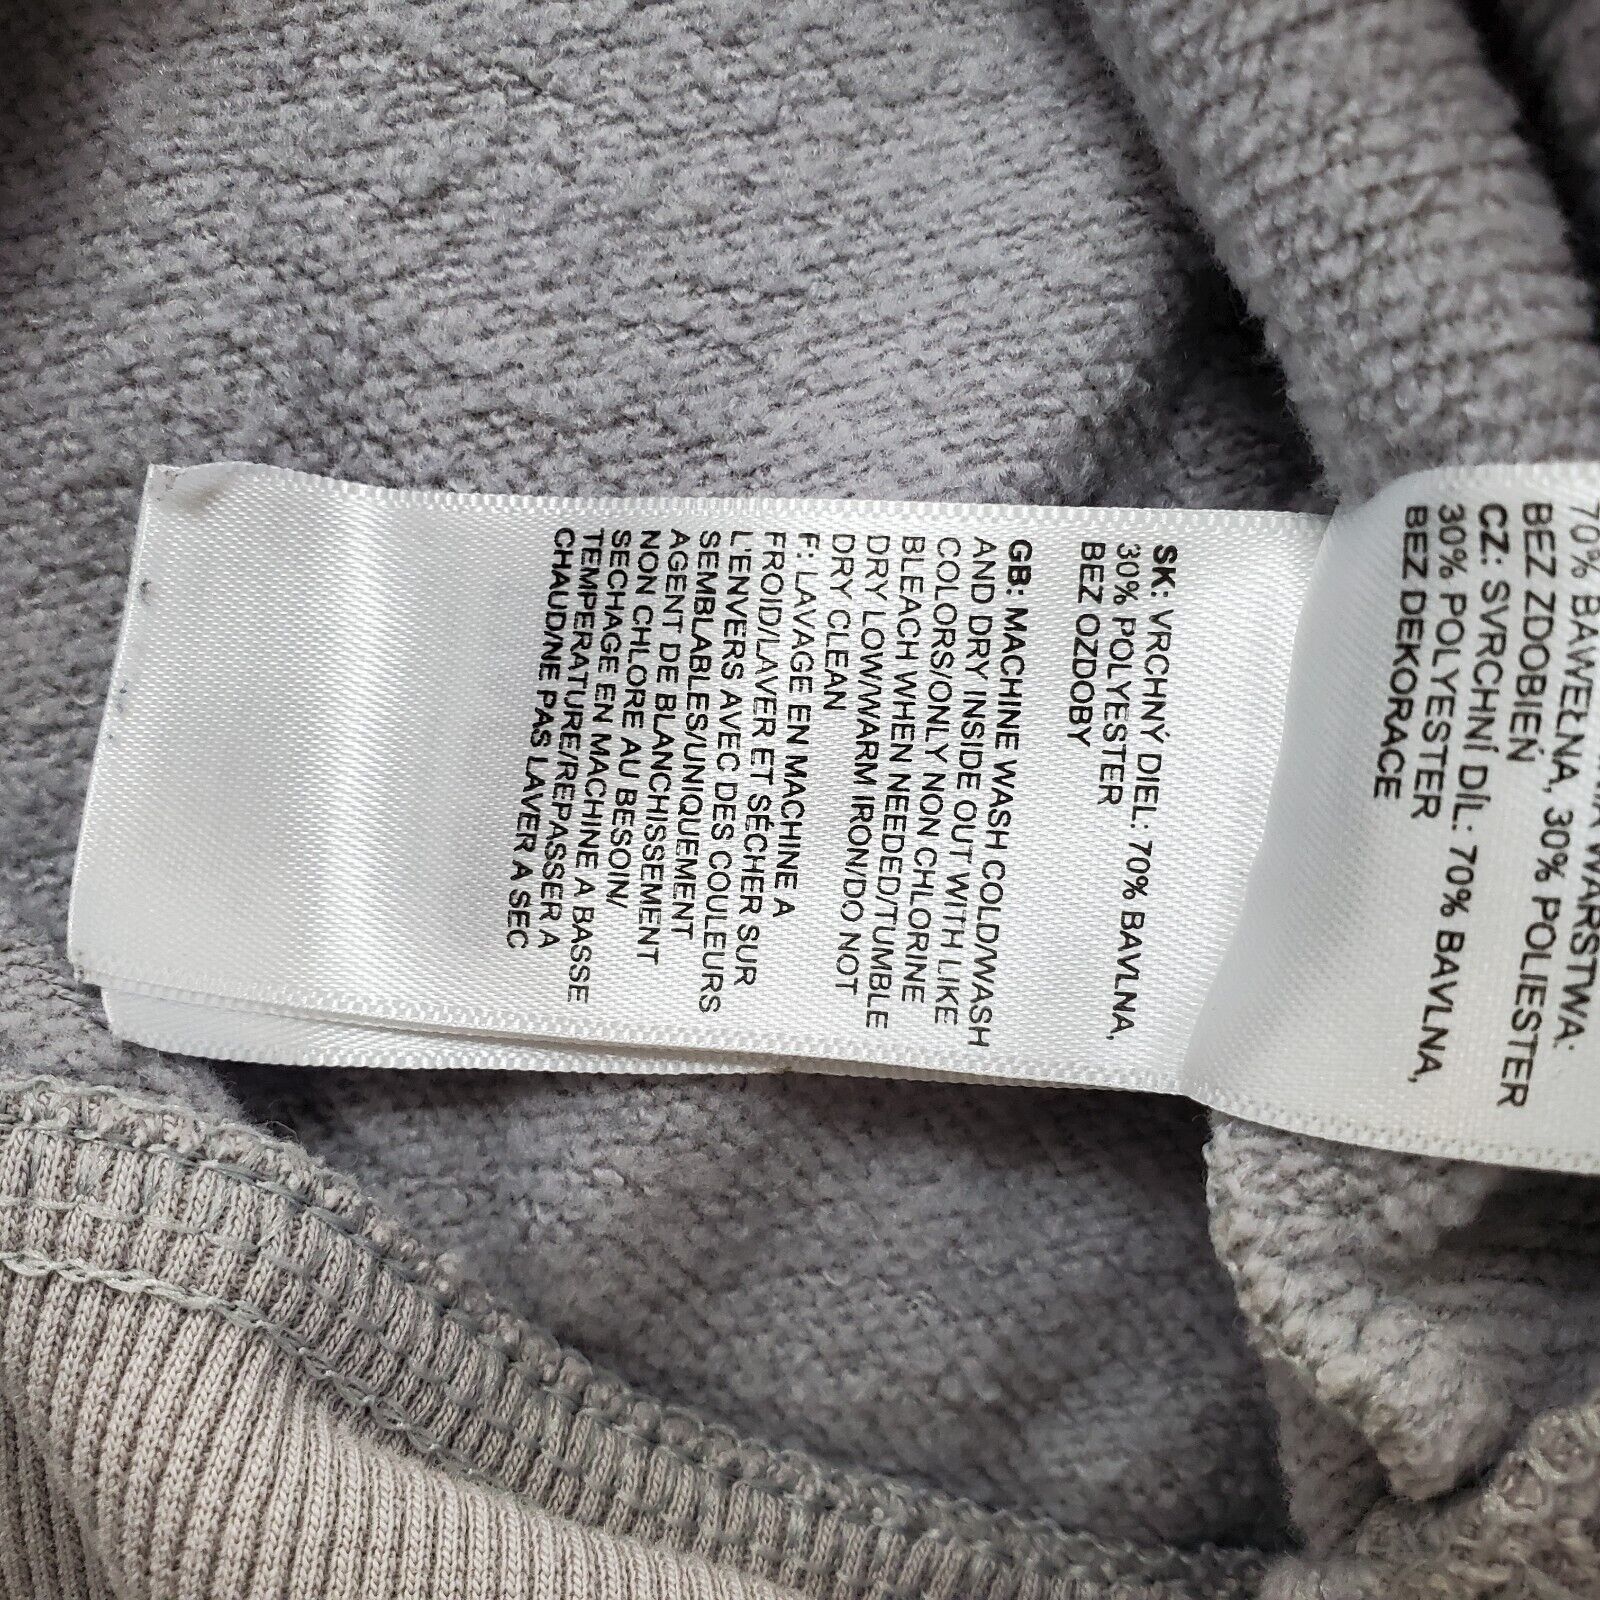 70% BAWEŁNA, 30% POLIESTER
BEZ ZDOBIEŃ
CZ: SVRCHNÍ DÍL: 70% BAVLNA,
30% POLYESTER
BEZ DEKORACE
SK: VRCHNÝ DIEL: 70% BAVLNA,
30% POLYESTER
BEZ OZDOBY
GB: MACHINE WASH COLD/WASH
AND DRY INSIDE OUT WITH LIKE
COLORS/ONLY NON CHLORINE
BLEACH WHEN NEEDED/TUMBLE
DRY LOW/WARM IRON/DO NOT
DRY CLEAN
F: LAVAGE EN MACHINE A
FROID/LAVER ET SÉCHER SUR
L'ENVERS AVEC DES COULEURS
SEMBLABLES/UNIQUEMENT
AGENT DE BLANCHISSEMENT
NON CHLORE AU BESOIN/
SECHAGE EN MACHINE A BASSE
TEMPERATURE/REPASSER A
CHAUD/NE PAS LAVER A SEC